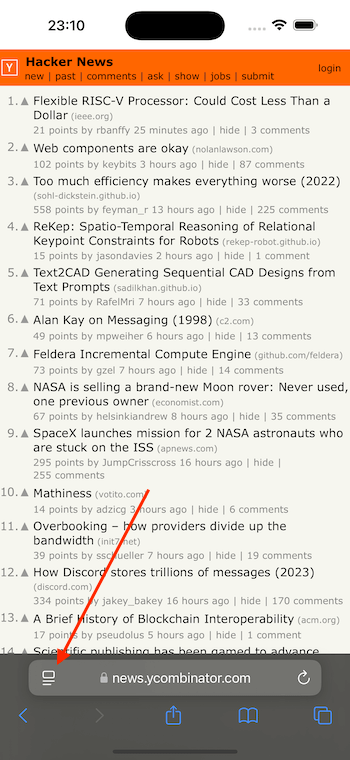 23:10
Y
Hacker News
new | past | comments | ask | show | jobs | submit
login
1. Flexible RISC-V Processor: Could Cost Less Than a
Dollar (ieee.org)
21 points by rbanffy 25 minutes ago | hide | 3 comments
2. Web components are okay (nolanlawson.com)
102 points by keybits 3 hours ago | hide | 87 comments
3. Too much efficiency makes everything worse (2022)
(sohl-dickstein.github.io)
558 points by feyman_r 13 hours ago | hide | 225 comments
4. ReKep: Spatio-Temporal Reasoning of Relational
Keypoint Constraints for Robots (rekep-robot.github.io)
15 points by jasondavies 2 hours ago | hide | 1 comment
5. Text2CAD Generating Sequential CAD Designs from
Text Prompts (sadilkhan.github.io)
71 points by RafelMri 7 hours ago | hide | 33 comments
6. Alan Kay on Messaging (1998) (c2.com)
49 points by mpweiher 6 hours ago | hide | 13 comments
7. Feldera Incremental Compute Engine (github.com/feldera)
73 points by gzel 7 hours ago | hide | 14 comments
8. NASA is selling a brand-new Moon rover: Never used,
one previous owner (economist.com)
67 points by helsinkiandrew 8 hours ago | hide | 35 comments
9. SpaceX launches mission for 2 NASA astronauts who
are stuck on the ISS (apnews.com)
295 points by JumpCrisscross 16 hours ago | hide |
255 comments
10. Mathiness (votito.com)
14 points by adzicg 3 hours ago | hide | 6 comments
11. Overbooking – how providers divide up the
bandwidth (init7.net)
39 points by sschueller 7 hours ago | hide | 19 comments
12. How Discord stores trillions of messages (2023)
(discord.com)
334 points by jakey_bakey 16 hours ago | hide | 170 comments
13. A Brief History of Blockchain Interoperability (acm.org)
17 points by pseudolus 5 hours ago | hide | 1 comment
14. Scientific publishing has been gamed to advance
news.ycombinator.com